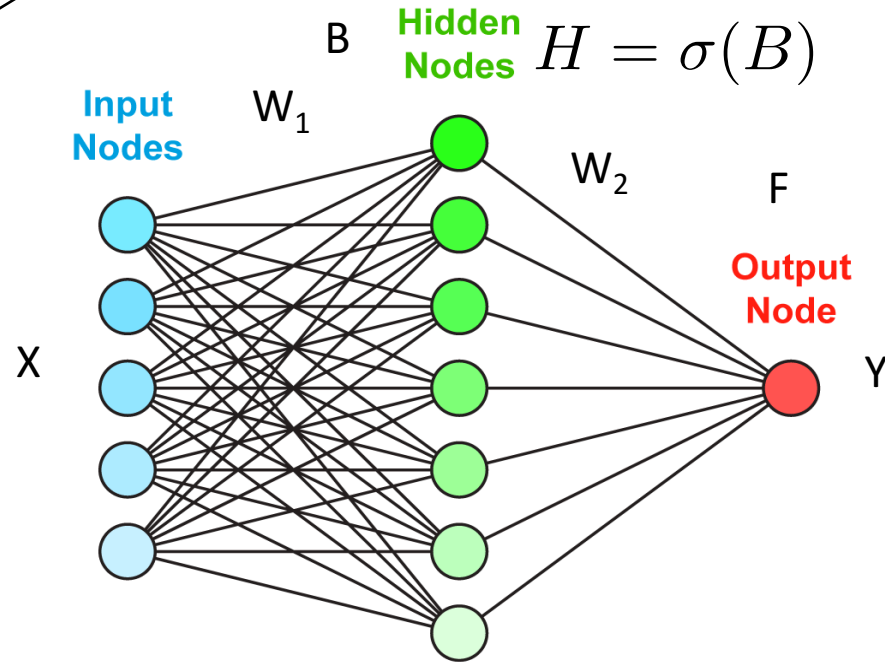 B
Hidden
Nodes
H = σ(B)
Input
Nodes
W₁
W₂
F
Output
Node
X
Y